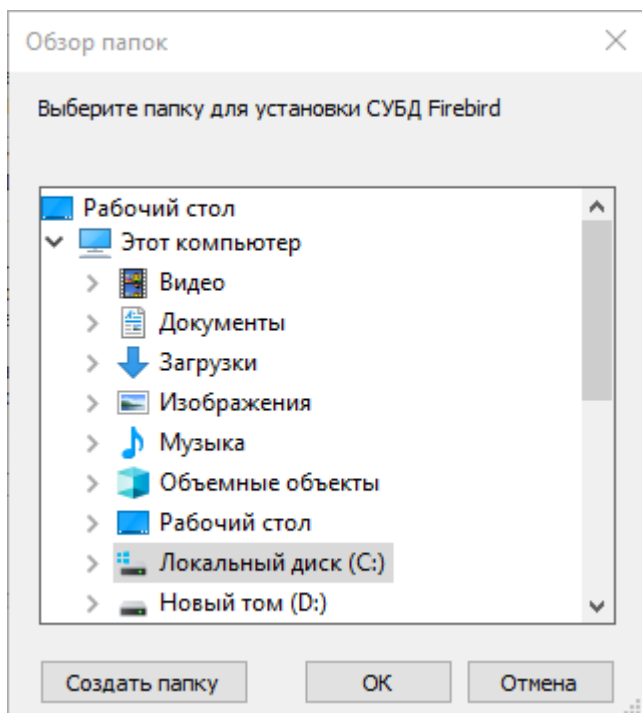 Обзор папок
Выберите папку для установки СУБД Firebird
Рабочий стол
Этот компьютер
Видео
Документы
Загрузки
Изображения
Музыка
Объемные объекты
Рабочий стол
Локальный диск (C:)
Новый том (D:)
Создать папку ОК Отмена